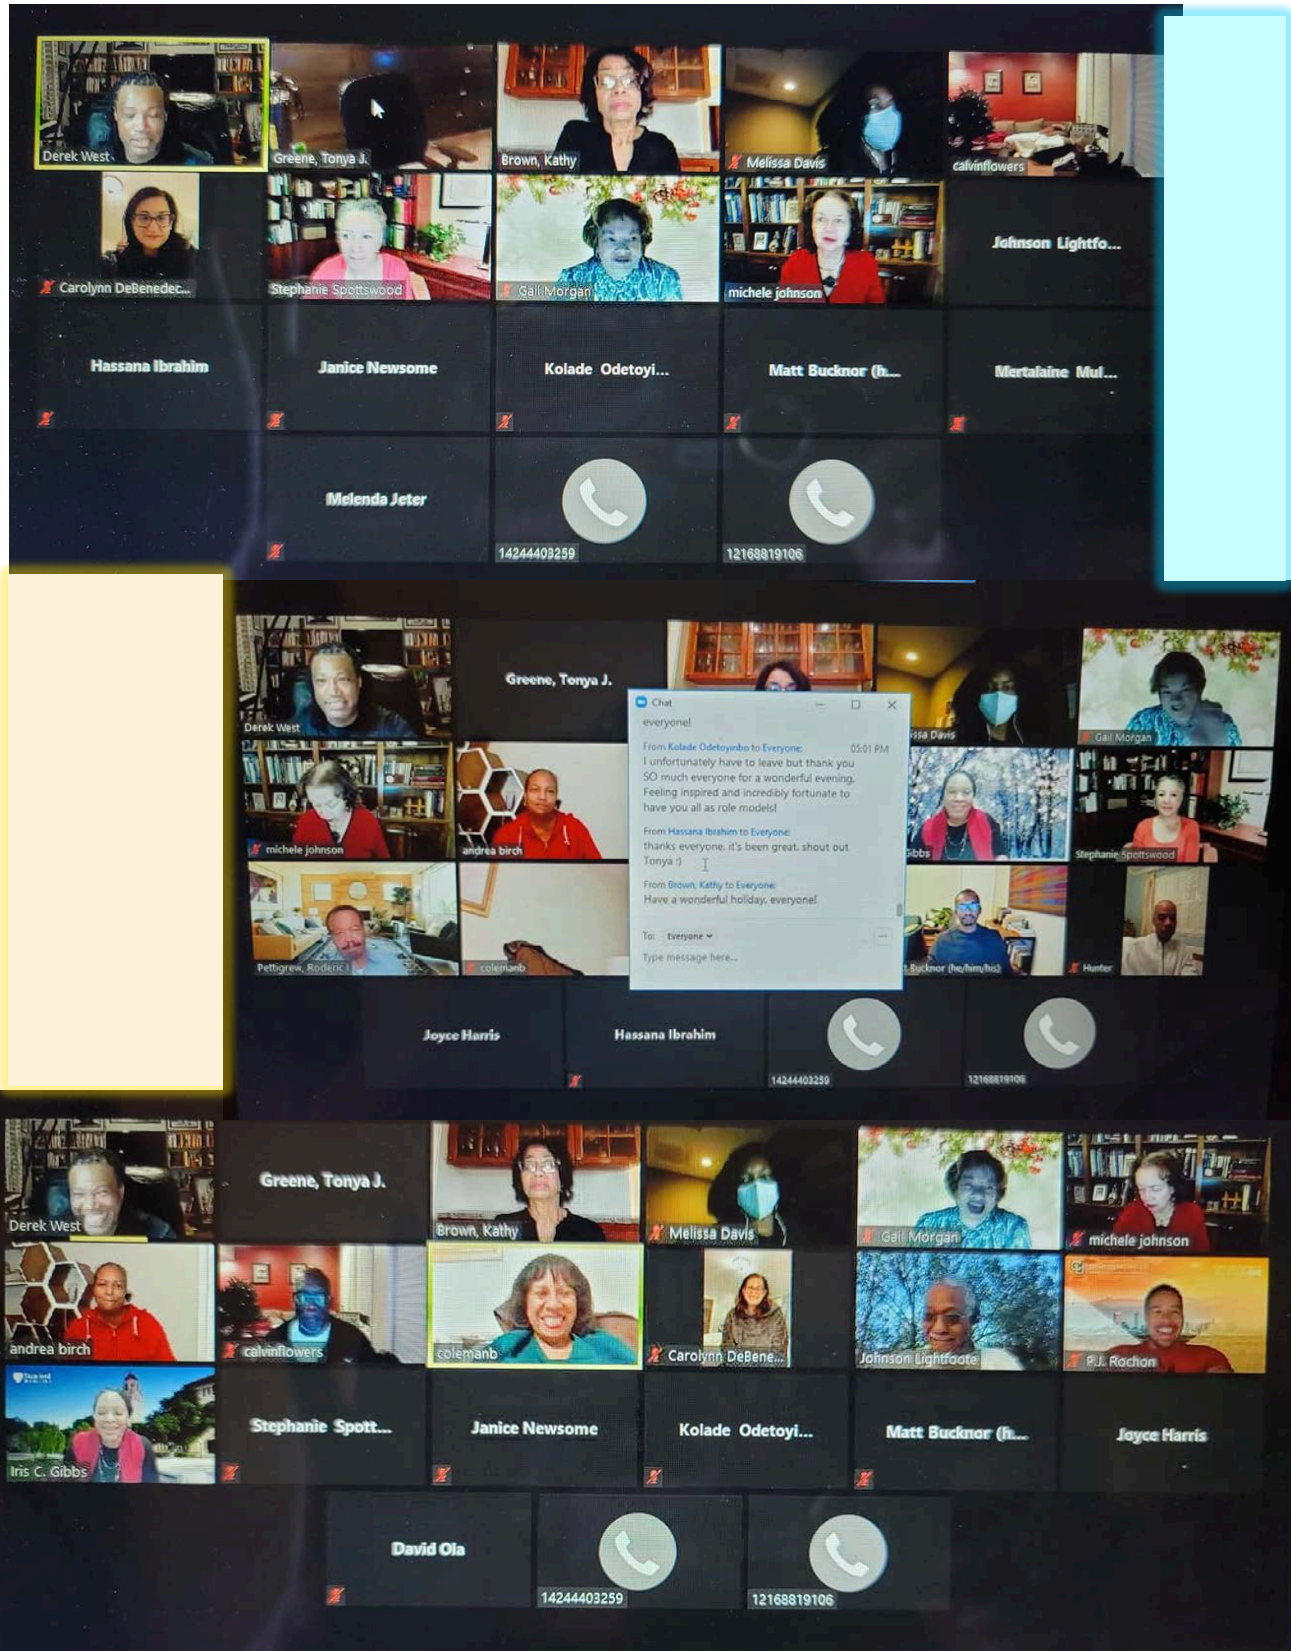 Derek West
Greene, Tonya J.
Brown, Kathy
Melissa Davis
calvinflowers
Carolynn DeBenedec...
Stephanie Spottswood
Gail Morgan
michele johnson
Johnson Lightfo...
Hassana Ibrahim
Janice Newsome
Kolade Odetoyi...
Matt Bucknor (h...
Mertalaine Mul...
Melenda Jeter
14244403259
12168819106
Derek West
Greene, Tonya J.
ssa Davis
Gail Morgan
michele johnson
andrea birch
Gibbs
Stephanie Spottswood
Pettigrew, Roderic I
colemanb
Bucknor (he/him/his)
Hunter
Chat
everyone!
From Kolade Odetoyinbo to Everyone: 05:01 PM
I unfortunately have to leave but thank you
SO much everyone for a wonderful evening.
Feeling inspired and incredibly fortunate to
have you all as role models!
From Hassana Ibrahim to Everyone:
thanks everyone. it's been great. shout out
Tonya :)
From Brown, Kathy to Everyone:
Have a wonderful holiday, everyone!
To: Everyone
Type message here...
Joyce Harris
Hassana Ibrahim
14244403259
12168819106
Derek West
Greene, Tonya J.
Brown, Kathy
Melissa Davis
Gail Morgan
michele johnson
andrea birch
calvinflowers
colemanb
Carolynn DeBene...
Johnson Lightfoote
P.J. Rochon
Iris C. Gibbs
Stephanie Spott...
Janice Newsome
Kolade Odetoyi...
Matt Bucknor (h...
Joyce Harris
David Ola
14244403259
12168819106